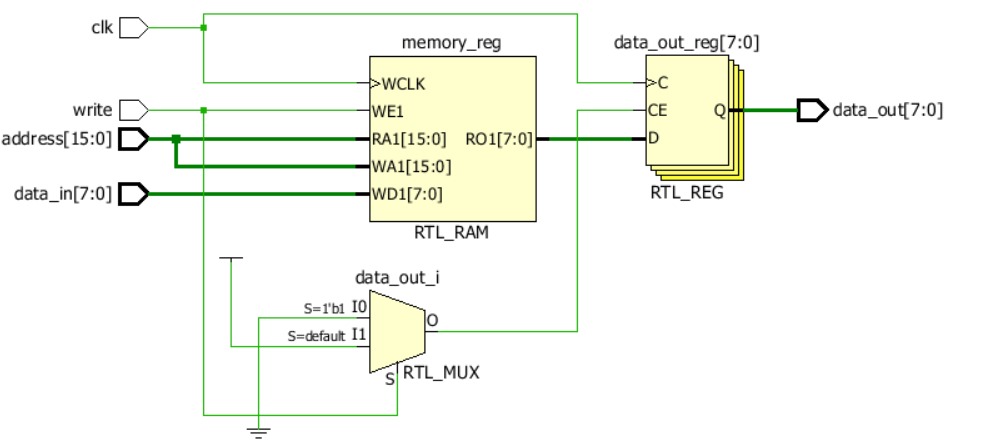 clk
memory_reg
data_out_reg[7:0]
>WCLK
>C
write
WE1
CE
Q
data_out[7:0]
address[15:0]
RA1[15:0]
RO1[7:0]
D
WA1[15:0]
data_in[7:0]
WD1[7:0]
RTL_REG
RTL_RAM
data_out_i
S=1'b1 I0
O
S=default I1
S
RTL_MUX